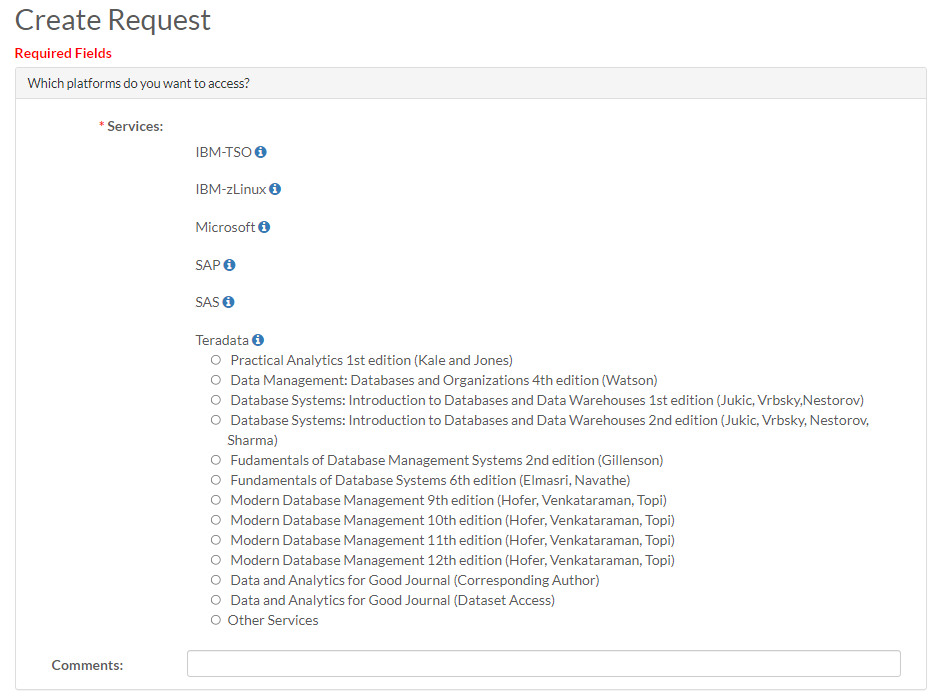 Create Request
Required Fields
Which platforms do you want to access?
* Services:
IBM-TSO
IBM-zLinux
Microsoft
SAP
SAS
Teradata
Practical Analytics 1st edition (Kale and Jones)
Data Management: Databases and Organizations 4th edition (Watson)
Database Systems: Introduction to Databases and Data Warehouses 1st edition (Jukic, Vrbsky,Nestorov)
Database Systems: Introduction to Databases and Data Warehouses 2nd edition (Jukic, Vrbsky, Nestorov,
Sharma)
Fudamentals of Database Management Systems 2nd edition (Gillenson)
Fundamentals of Database Systems 6th edition (Elmasri, Navathe)
Modern Database Management 9th edition (Hofer, Venkataraman, Topi)
Modern Database Management 10th edition (Hofer, Venkataraman, Topi)
Modern Database Management 11th edition (Hofer, Venkataraman, Topi)
Modern Database Management 12th edition (Hofer, Venkataraman, Topi)
Data and Analytics for Good Journal (Corresponding Author)
Data and Analytics for Good Journal (Dataset Access)
Other Services
Comments: